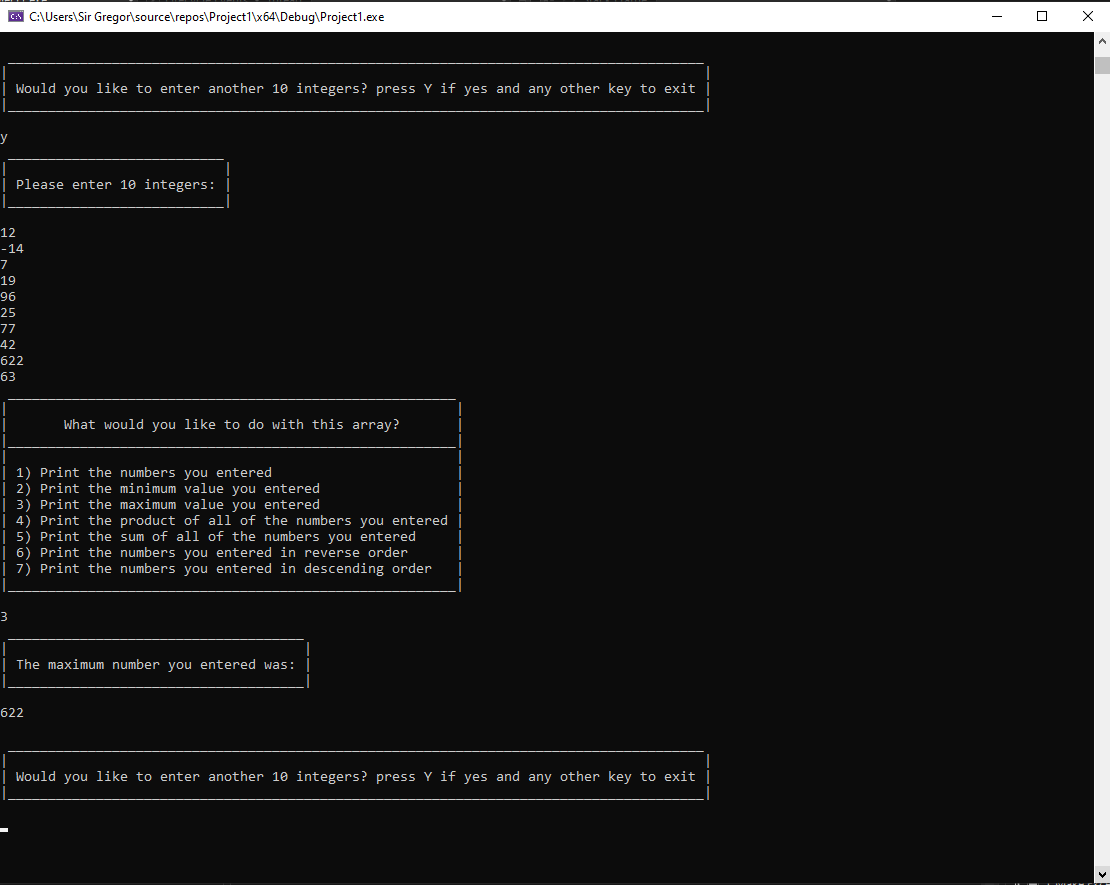 C:\Users\Sir Gregor\source\repos\Project1\x64\Debug\Project1.exe
Would you like to enter another 10 integers? press Y if yes and any other key to exit
y
Please enter 10 integers:
12
-14
7
19
96
25
77
42
622
63
What would you like to do with this array?
1) Print the numbers you entered
2) Print the minimum value you entered
3) Print the maximum value you entered
4) Print the product of all of the numbers you entered
5) Print the sum of all of the numbers you entered
6) Print the numbers you entered in reverse order
7) Print the numbers you entered in descending order
3
The maximum number you entered was:
622
Would you like to enter another 10 integers? press Y if yes and any other key to exit